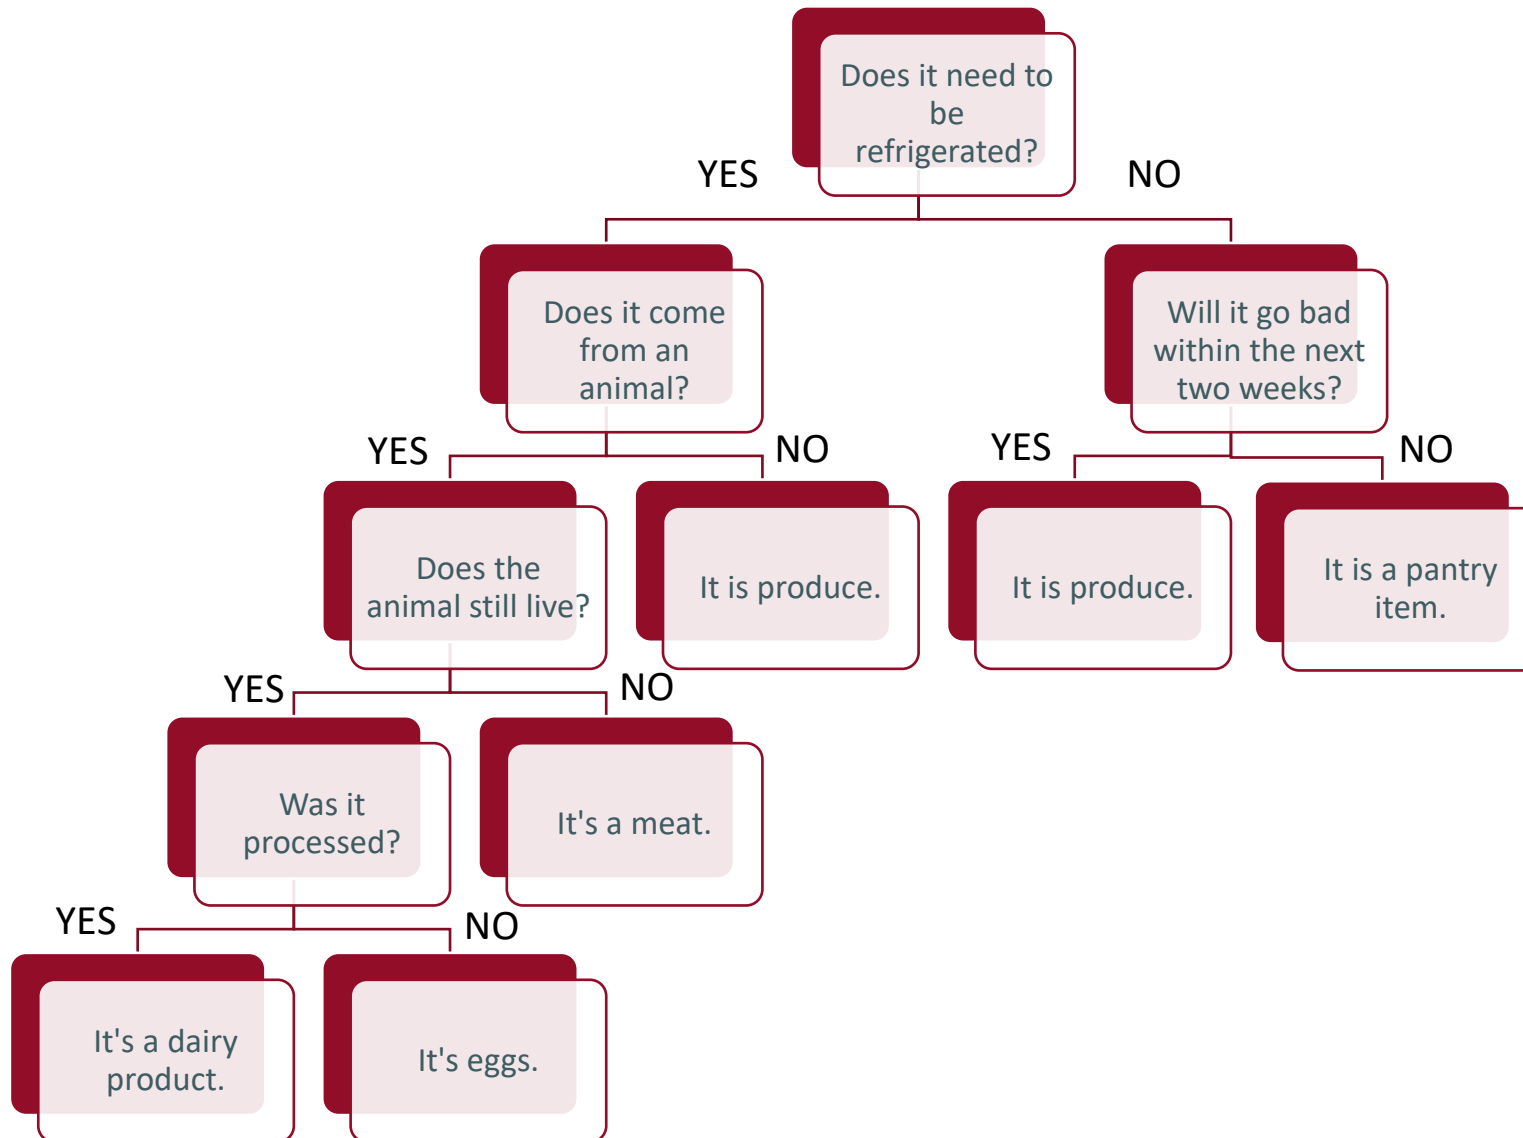 Does it need to
be
refrigerated?
YES
NO
Does it come
from an
animal?
Will it go bad
within the next
two weeks?
YES
NO
YES
NO
Does the
animal still live?
It is produce.
It is produce.
It is a pantry
item.
YES
NO
Was it
processed?
It's a meat.
YES
NO
It's a dairy
product.
It's eggs.